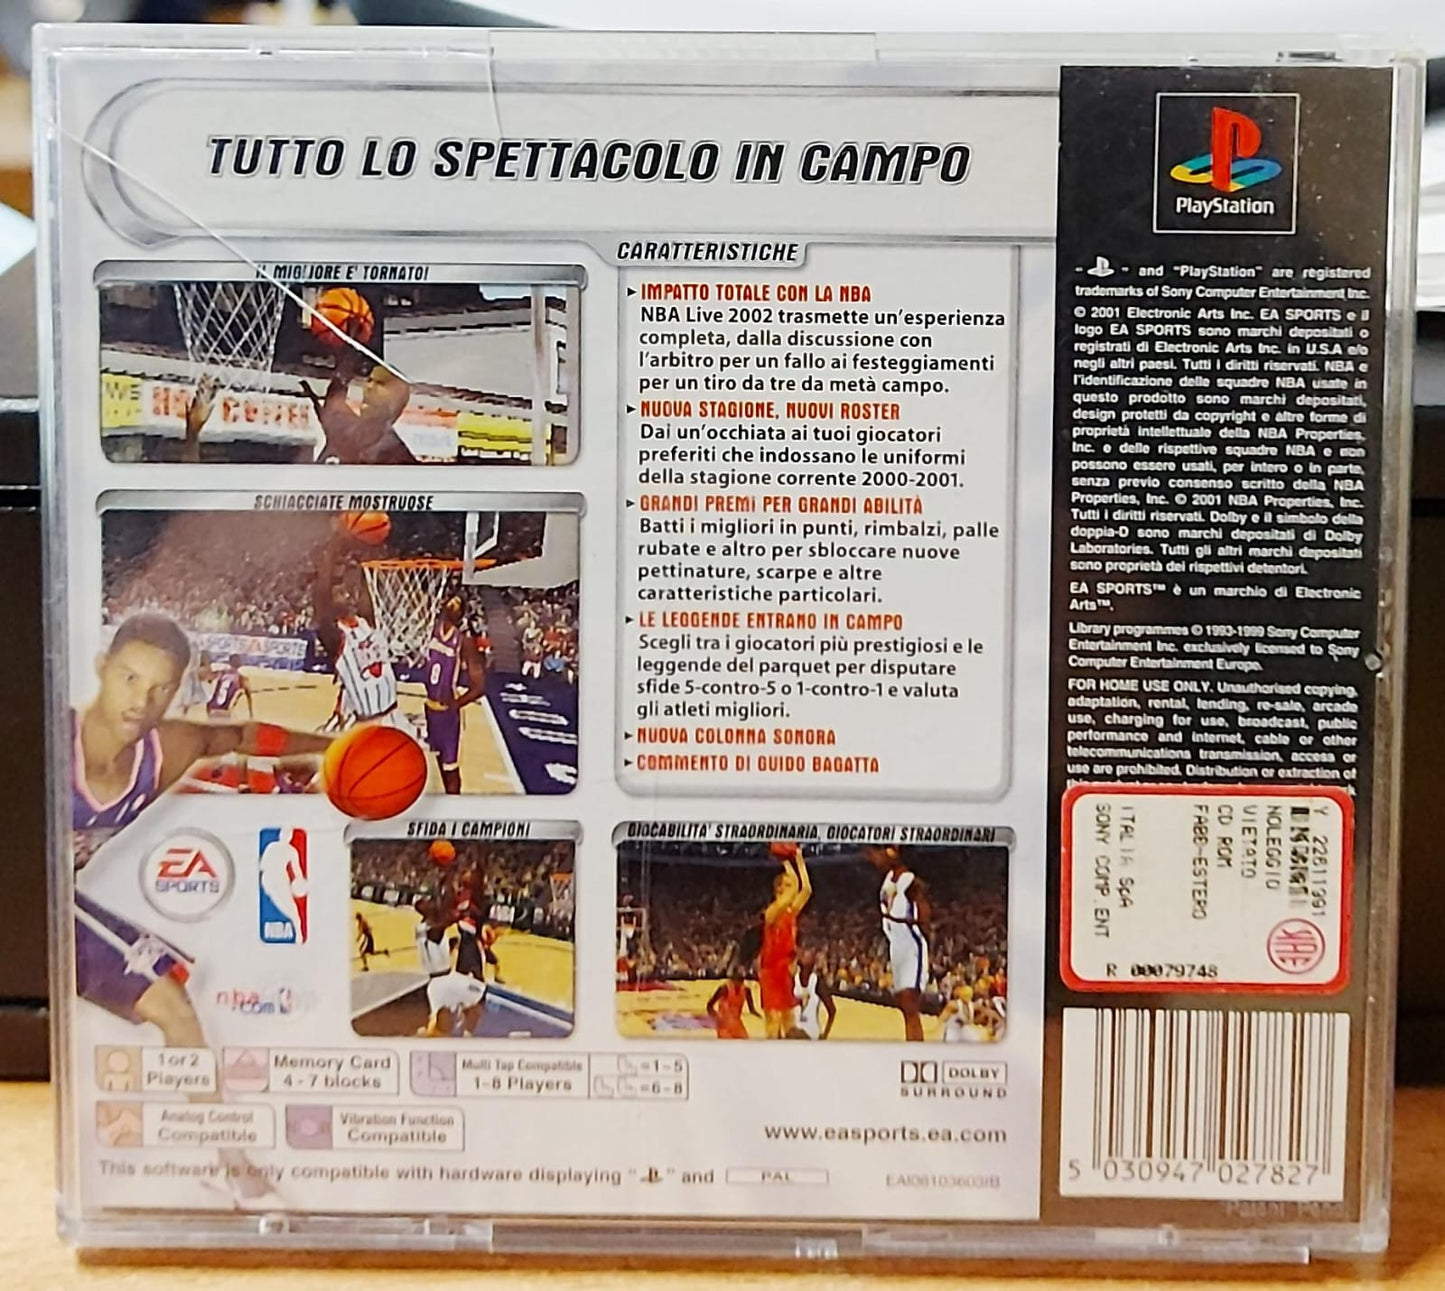 TUTTO LO SPETTACOLO IN CAMPO
IL MIGLIORE E' TORNATO!
SCHIACCIATE MOSTRUOSE
CARATTERISTICHE
IMPATTO TOTALE CON LA NBA
NBA Live 2002 trasmette un'esperienza
completa, dalla discussione con
l'arbitro per un fallo ai festeggiamenti
per un tiro da tre da metà campo.
NUOVA STAGIONE, NUOVI ROSTER
Dai un'occhiata ai tuoi giocatori
preferiti che indossano le uniformi
della stagione corrente 2000-2001.
GRANDI PREMI PER GRANDI ABILITÀ
Batti i migliori in punti, rimbalzi, palle
rubate e altro per sbloccare nuove
pettinature, scarpe e altre
caratteristiche particolari.
LE LEGGENDE ENTRANO IN CAMPO
Scegli tra i giocatori più prestigiosi e le
leggende del parquet per disputare
sfide 5-contro-5 o 1-contro-1 e valuta
gli atleti migliori.
NUOVA COLONNA SONORA
COMMENTO DI GUIDO BAGATTA
SFIDA I CAMPIONI
GIOCABILITA' STRAORDINARIA, GIOCATORI STRAORDINARI
EA
SPORTS
NBA
nba
.com
1 or 2
Players
Memory Card
4 - 7 blocks
Multi Tap Compatible
1-8 Players
=1-5
=6-8
Analog Control
Compatible
Vibration Function
Compatible
DOLBY
SURROUND
www.easports.ea.com
This software is only compatible with hardware displaying " " and PAL
EAI08103603IB
PlayStation
" " and "PlayStation" are registered
trademarks of Sony Computer Entertainment Inc.
© 2001 Electronic Arts Inc. EA SPORTS e il
logo EA SPORTS sono marchi depositati o
registrati di Electronic Arts Inc. in U.S.A e/o
negli altri paesi. Tutti i diritti riservati. NBA e
l'identificazione delle squadre NBA usate in
questo prodotto sono marchi depositati,
design protetti da copyright e altre forme di
proprietà intellettuale della NBA Properties,
Inc. e delle rispettive squadre NBA e non
possono essere usati, per intero o in parte,
senza previo consenso scritto della NBA
Properties, Inc. © 2001 NBA Properties, Inc.
Tutti i diritti riservati. Dolby e il simbolo della
doppia-D sono marchi depositati di Dolby
Laboratories. Tutti gli altri marchi depositati
sono proprietà dei rispettivi detentori.
EA SPORTS™ è un marchio di Electronic
Arts™.
Library programmes © 1993-1999 Sony Computer
Entertainment Inc. exclusively licensed to Sony
Computer Entertainment Europe.
FOR HOME USE ONLY. Unauthorised copying,
adaptation, rental, lending, re-sale, arcade
use, charging for use, broadcast, public
performance and internet, cable or other
telecommunications transmission, access or
use are prohibited. Distribution or extraction of
Y 22611991
NOLEGGIO
VIETATO
CD ROM
FABB-ESTERO
ITALIA SpA
SONY COMP. ENT
SIAE
R 00079748
5 030947 027827